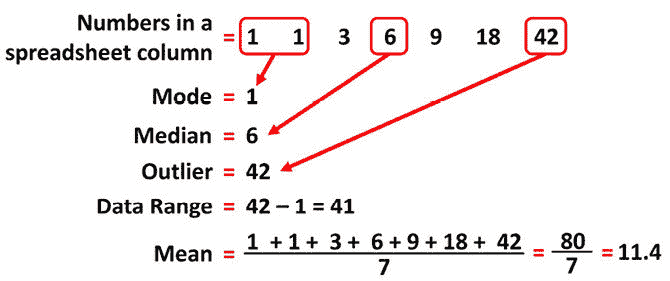 Numbers in a
spreadsheet column = 1 1 3 6 9 18 42
Mode = 1
Median = 6
Outlier = 42
Data Range = 42 – 1 = 41
Mean = 1 + 1 + 3 + 6 + 9 + 18 + 42 = 80 = 11.4
7 7